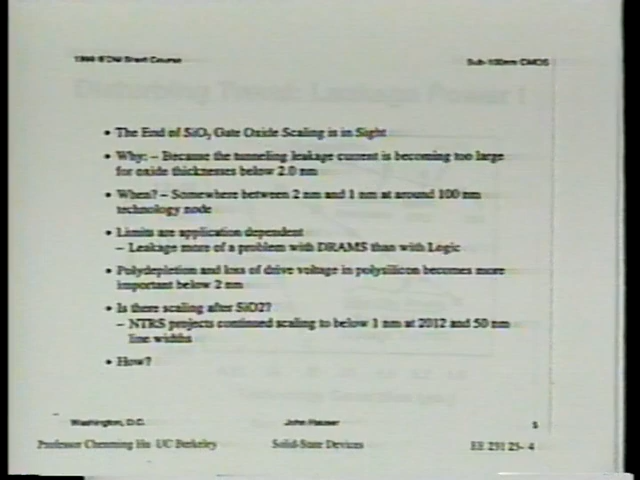 1999 IEDM Short Course
Sub-100nm CMOS
Disturbing Trend: Leakage Power !
• The End of SiO₂ Gate Oxide Scaling is in Sight
• Why: – Because the tunneling leakage current is becoming too large
for oxide thicknesses below 2.0 nm
• When? – Somewhere between 2 nm and 1 nm at around 100 nm
technology node
• Limits are application dependent
– Leakage more of a problem with DRAMS than with Logic
• Polydepletion and loss of drive voltage in polysilicon becomes more
important below 2 nm
• Is there scaling after SiO2?
– NTRS projects continued scaling to below 1 nm at 2012 and 50 nm
line widths
• How?
Washington, D.C.
John Hauser
5
Professor Chenming Hu UC Berkeley
Solid-State Devices
EE 231 25- 4